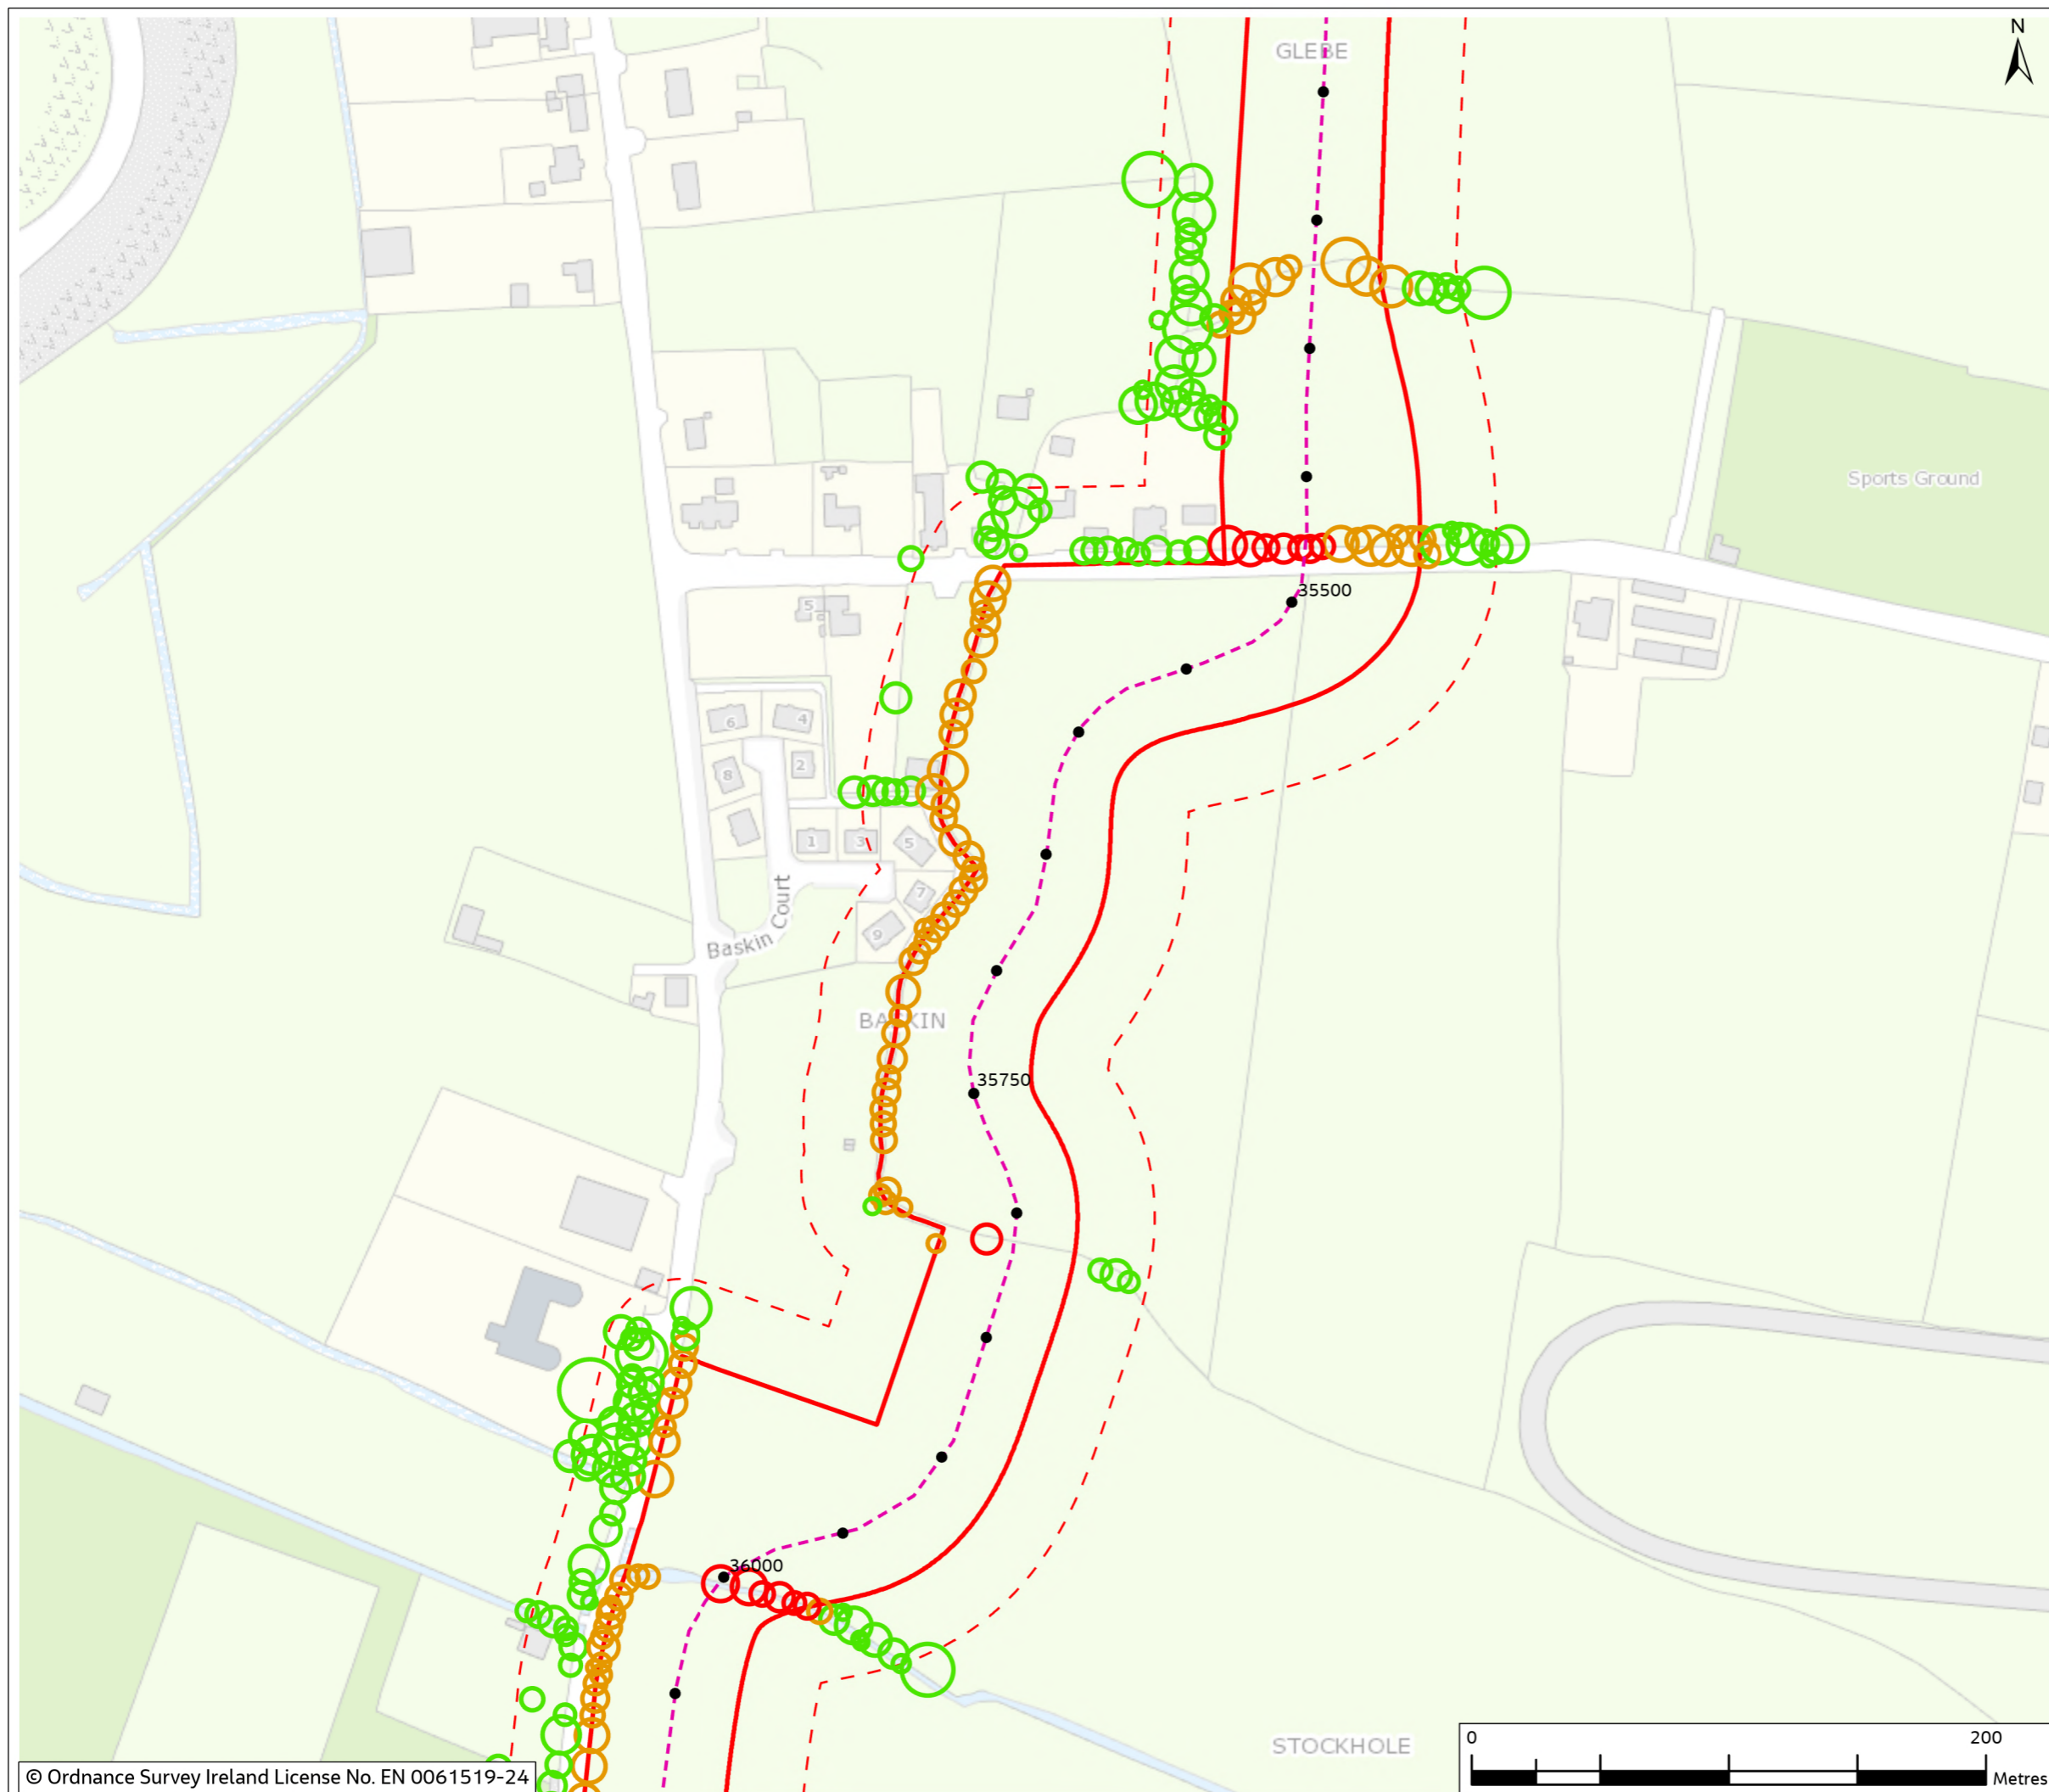 GLEBE
N
Sports Ground
35500
5
6
4
8
2
1
3
5
7
9
Baskin Court
BASKIN
35750
36000
STOCKHOLE
0
200
Metres
© Ordnance Survey Ireland License No. EN 0061519-24